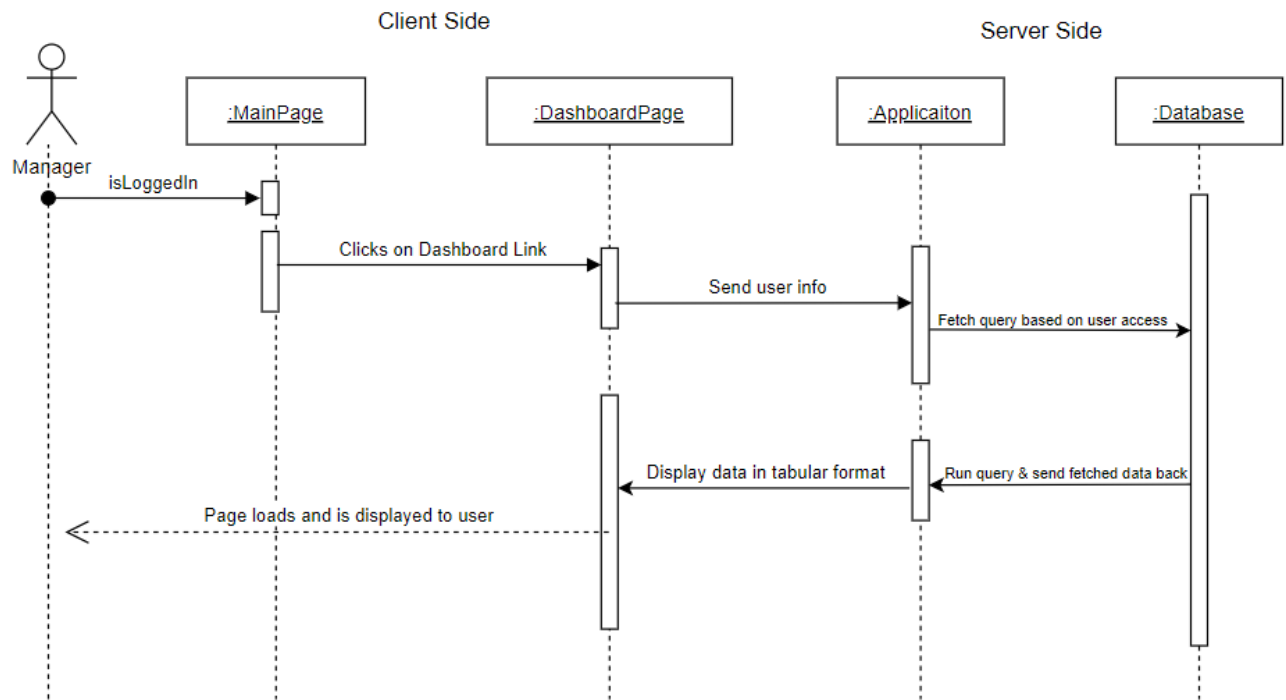 Client Side
Server Side
:MainPage
:DashboardPage
:Applicaiton
:Database
Manager
isLoggedIn
Clicks on Dashboard Link
Send user info
Fetch query based on user access
Display data in tabular format
Run query & send fetched data back
Page loads and is displayed to user